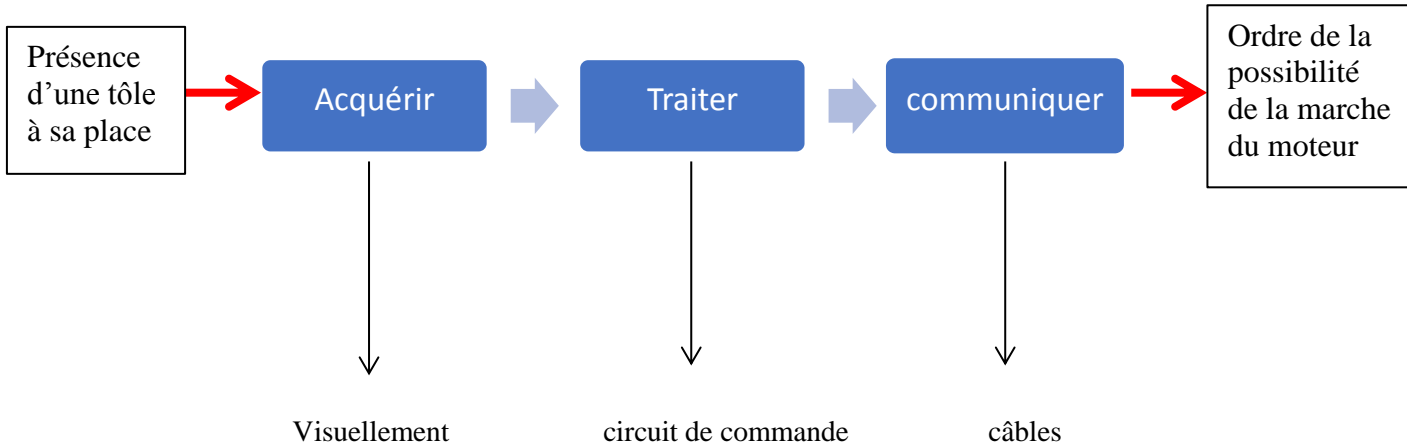 Présence
d’une tôle
à sa place
Acquérir
Traiter
communiquer
Ordre de la
possibilité
de la marche
du moteur
Visuellement
circuit de commande
câbles